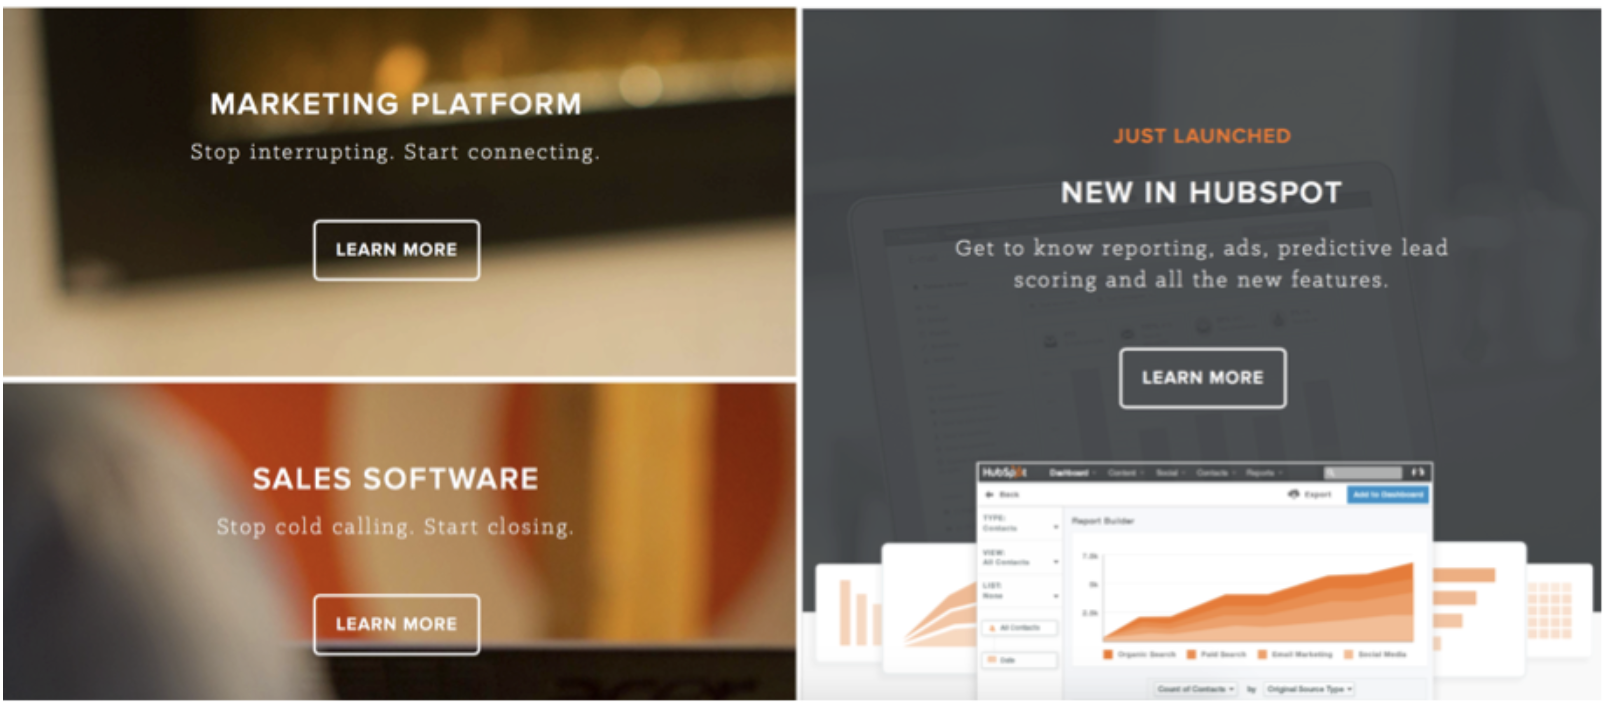 MARKETING PLATFORM
Stop interrupting. Start connecting.
LEARN MORE
SALES SOFTWARE
Stop cold calling. Start closing.
LEARN MORE
acer
JUST LAUNCHED
NEW IN HUBSPOT
Get to know reporting, ads, predictive lead
scoring and all the new features.
LEARN MORE
HubSpot Dashboard Content Social Contacts Reports
Back Export Add to Dashboard
TYPE:
Contacts
VIEW:
All Contacts
LIST:
None
All Contacts
Date
Report Builder
7.5k
5k
2.5k
Organic Search Paid Search Email Marketing Social Media
Count of Contacts by Original Source Type